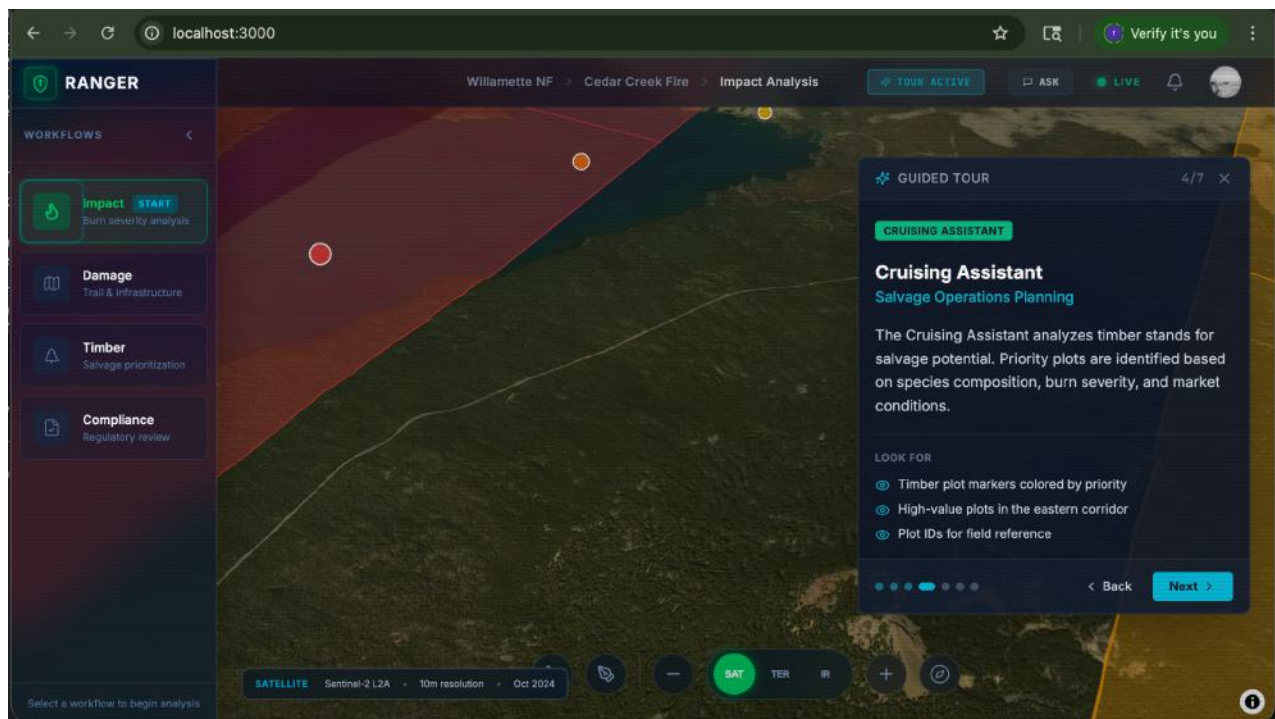 localhost:3000
Verify it's you
RANGER
Willamette NF > Cedar Creek Fire > Impact Analysis
TOUR ACTIVE
ASK
LIVE
WORKFLOWS
Impact START
Burn severity analysis
Damage
Trail & infrastructure
Timber
Salvage prioritization
Compliance
Regulatory review
Select a workflow to begin analysis
GUIDED TOUR 4/7
CRUISING ASSISTANT
Cruising Assistant
Salvage Operations Planning
The Cruising Assistant analyzes timber stands for
salvage potential. Priority plots are identified based
on species composition, burn severity, and market
conditions.
LOOK FOR
Timber plot markers colored by priority
High-value plots in the eastern corridor
Plot IDs for field reference
< Back
Next >
SATELLITE Sentinel-2 L2A • 10m resolution • Oct 2024
SAT TER IR